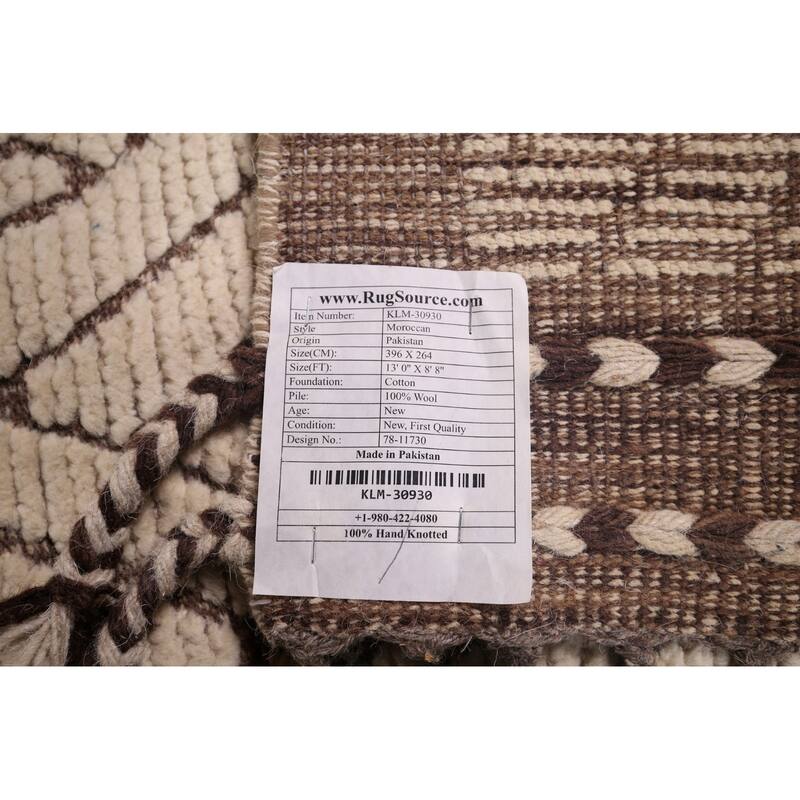 www.RugSource.com
Item Number: KLM-30930
Style Moroccan
Origin Pakistan
Size(CM): 396 X 264
Size(FT): 13' 0" X 8' 8"
Foundation: Cotton
Pile: 100% Wool
Age: New
Condition: New, First Quality
Design No.: 78-11730
Made in Pakistan
KLM-30930
+1-980-422-4080
100% Hand Knotted